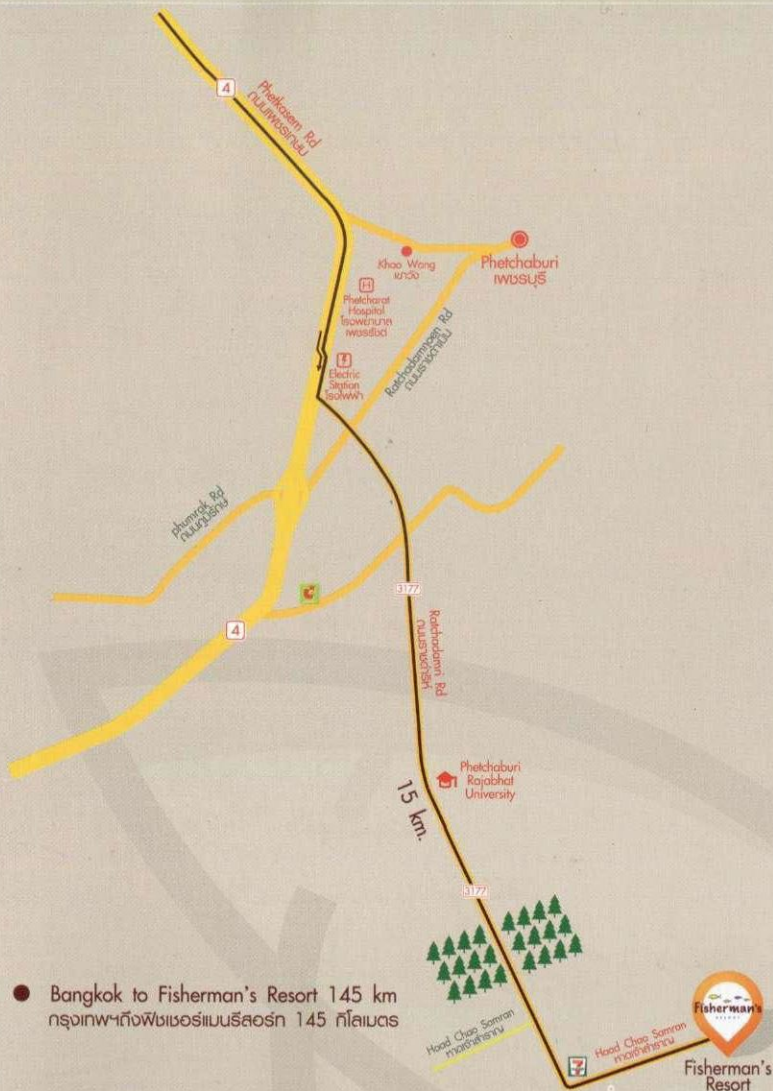 4
Phetkasem Rd
ถนนเพชรเกษม
Khao Wang
เขาวัง
Phetchaburi
เพชรบุรี
H
Phetcharat
Hospital
โรงพยาบาล
เพชรรัชต์
Ratchadamnoen Rd
ถนนราชดำเนิน
Electric
Station
โรงไฟฟ้า
phumrak Rd
ถนนภูมิรักษ์
3177
4
Ratchadamri Rd
ถนนราชดำริห์
Phetchaburi
Rajabhat
University
15 km.
3177
Bangkok to Fisherman's Resort 145 km
กรุงเทพฯถึงฟิชเชอร์แมนรีสอร์ท 145 กิโลเมตร
Haad Chao Samran
หาดเจ้าสำราญ
7
Haad Chao Samran
หาดเจ้าสำราญ
Fisherman's
RESORT
Fisherman's
Resort